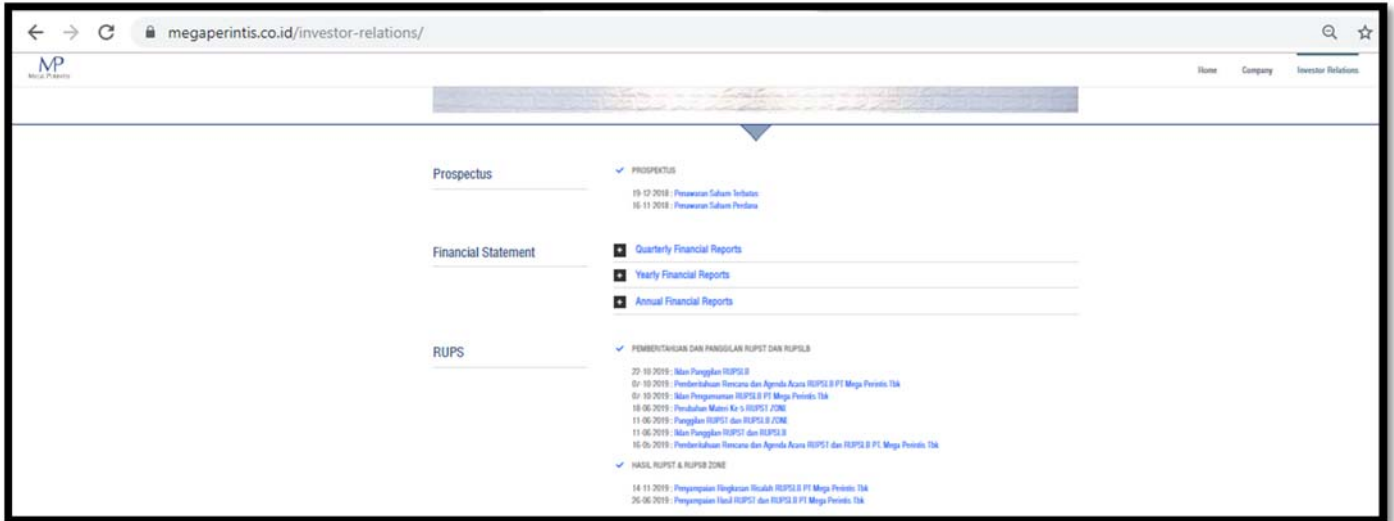 megaperintis.co.id/investor-relations/
MP
MEGA PERINTIS
Home Company Investor Relations
Prospectus
PROSPEKTUS
19-12-2018 : Penawaran Saham Terbatas
16-11-2018 : Penawaran Saham Perdana
Financial Statement
Quarterly Financial Reports
Yearly Financial Reports
Annual Financial Reports
RUPS
PEMBERITAHUAN DAN PANGGILAN RUPST DAN RUPSLB
22-10-2019 : Iklan Panggilan RUPSLB
07-10-2019 : Pemberitahuan Rencana dan Agenda Acara RUPSLB PT Mega Perintis Tbk
07-10-2019 : Iklan Pengumuman RUPSLB PT Mega Perintis Tbk
18-06-2019 : Perubahan Materi Ke-5 RUPST ZONE
11-06-2019 : Panggilan RUPST dan RUPSLB ZONE
11-06-2019 : Iklan Panggilan RUPST dan RUPSLB
16-05-2019 : Pemberitahuan Rencana dan Agenda Acara RUPST dan RUPSLB PT. Mega Perintis Tbk
HASIL RUPST & RUPSB ZONE
14-11-2019 : Penyampaian Ringkasan Risalah RUPSLB PT Mega Perintis Tbk
26-06-2019 : Penyampaian Hasil RUPST dan RUPSLB PT Mega Perintis Tbk